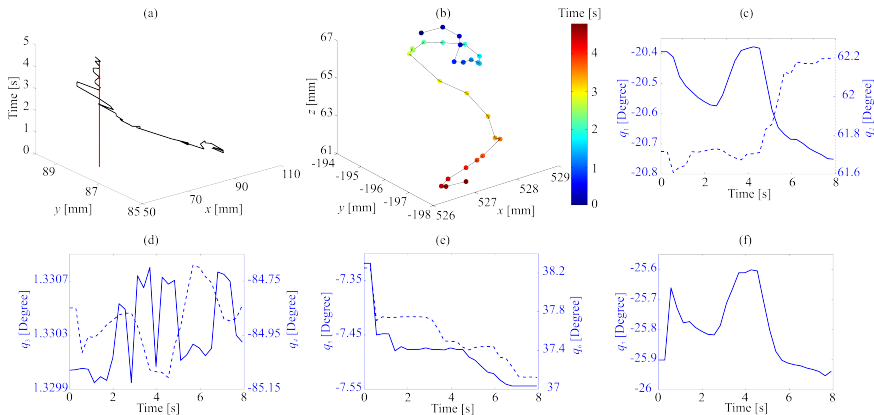 (a)
5
4
3
2
1
0
Time [s]
89
87
85
y [mm]
50
70
90
110
x [mm]
(b)
67
65
63
61
z [mm]
-194
-195
-196
-197
-198
y [mm]
526
527
528
529
x [mm]
Time [s]
4
3
2
1
0
(c)
-20.4
-20.5
-20.6
-20.7
-20.8
q1 [Degree]
62.2
62
61.8
61.6
q2 [Degree]
0 2 4 6 8
Time [s]
(d)
1.3307
1.3303
1.3299
q3 [Degree]
-84.75
-84.95
-85.15
q4 [Degree]
0 2 4 6 8
Time [s]
(e)
-7.35
-7.45
-7.55
q5 [Degree]
38.2
37.8
37.4
37
q6 [Degree]
0 2 4 6 8
Time [s]
(f)
-25.6
-25.7
-25.8
-25.9
-26
[Degree]
0 2 4 6 8
Time [s]